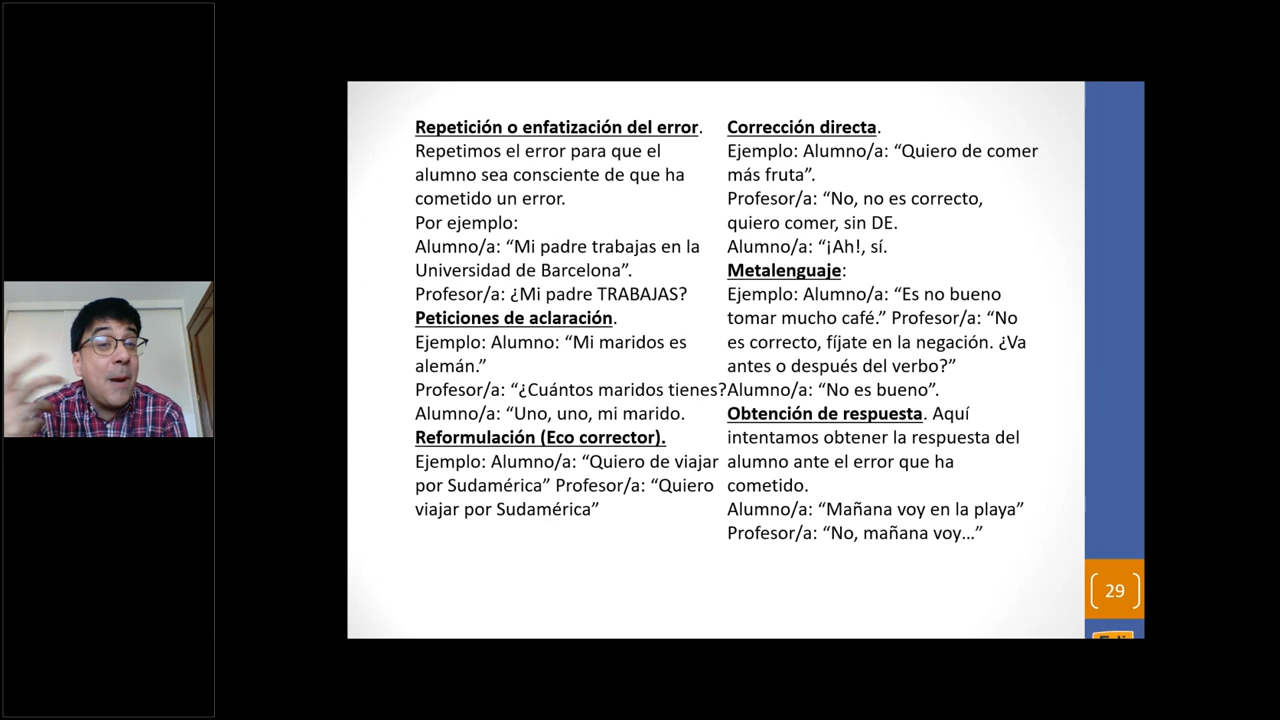 Repetición o enfatización del error.
Repetimos el error para que el
alumno sea consciente de que ha
cometido un error.
Por ejemplo:
Alumno/a: “Mi padre trabajas en la
Universidad de Barcelona”.
Profesor/a: ¿Mi padre TRABAJAS?
Peticiones de aclaración.
Ejemplo: Alumno: “Mi maridos es
alemán.”
Profesor/a: “¿Cuántos maridos tienes?
Alumno/a: “Uno, uno, mi marido.
Reformulación (Eco corrector).
Ejemplo: Alumno/a: “Quiero de viajar
por Sudamérica” Profesor/a: “Quiero
viajar por Sudamérica”
Corrección directa.
Ejemplo: Alumno/a: “Quiero de comer
más fruta”.
Profesor/a: “No, no es correcto,
quiero comer, sin DE.
Alumno/a: “¡Ah!, sí.
Metalenguaje:
Ejemplo: Alumno/a: “Es no bueno
tomar mucho café.” Profesor/a: “No
es correcto, fíjate en la negación. ¿Va
antes o después del verbo?”
Alumno/a: “No es bueno”.
Obtención de respuesta. Aquí
intentamos obtener la respuesta del
alumno ante el error que ha
cometido.
Alumno/a: “Mañana voy en la playa”
Profesor/a: “No, mañana voy…”
29